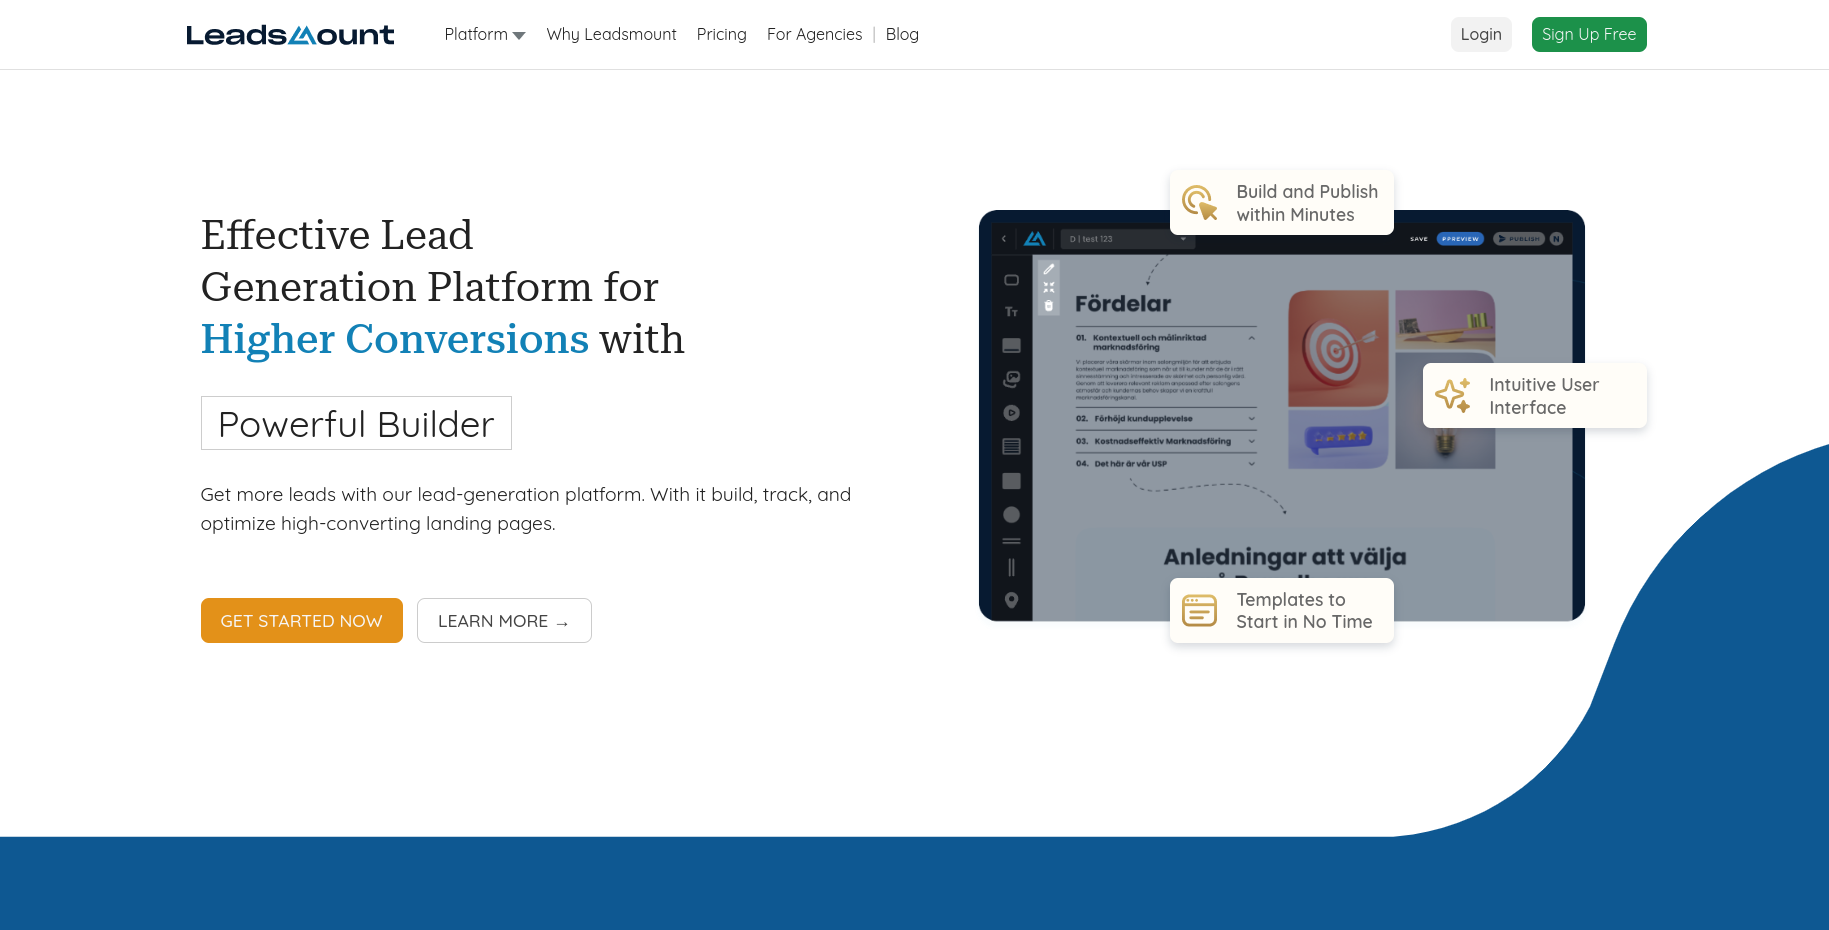 LeadsMount
Platform
Why Leadsmount
Pricing
For Agencies
|
Blog
Login
Sign Up Free
Effective Lead
Generation Platform for
Higher Conversions with
Powerful Builder
Get more leads with our lead-generation platform. With it build, track, and
optimize high-converting landing pages.
GET STARTED NOW
LEARN MORE →
Build and Publish
within Minutes
D | test 123
SAVE
PPREVIEW
PUBLISH
N
Tт
Fördelar
01. Kontextuell och målinriktad
marknadsföring
02. Förhöjd kundupplevelse
03. Kostnadseffektiv Marknadsföring
04. Det här är vår USP
Intuitive User
Interface
Anledningar att välja
Templates to
Start in No Time